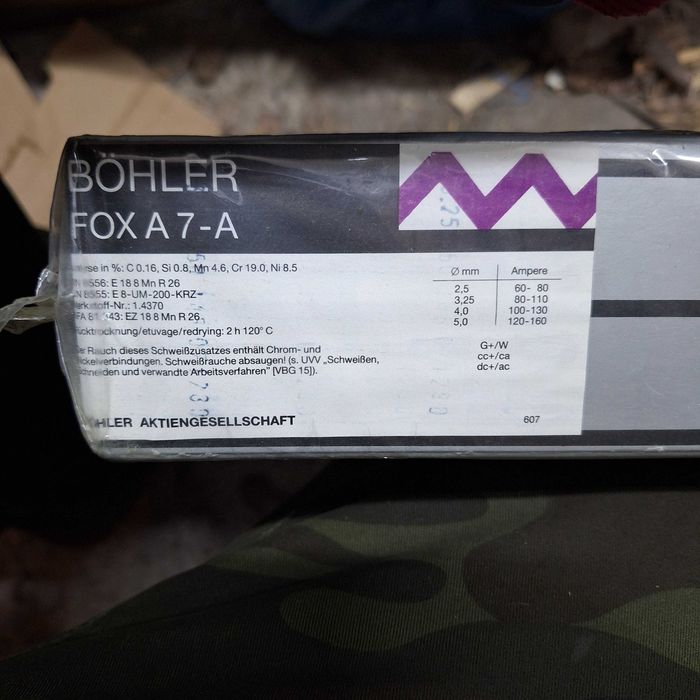 BÖHLER
FOX A 7-A
in %: C 0.16, Si 0.8, Mn 4.6, Cr 19.0, Ni 8.5
8556: E 18 8 Mn R 26
8555: E 8-UM-200-KRZ
-Nr.: 1.4370
EZ 18 8 Mn R 26
/etuvage/redrying: 2 h 120° C
Rauch dieses Schweißzusatzes enthält Chrom- und
Schweißrauche absaugen! (s. UVV „Schweißen,
und verwandte Arbeitsverfahren" [VBG 15]).
AKTIENGESELLSCHAFT
Ø mm Ampere
2,5 60- 80
3,25 80-110
4,0 100-130
5,0 120-160
G+/W
cc+/ca
dc+/ac
607